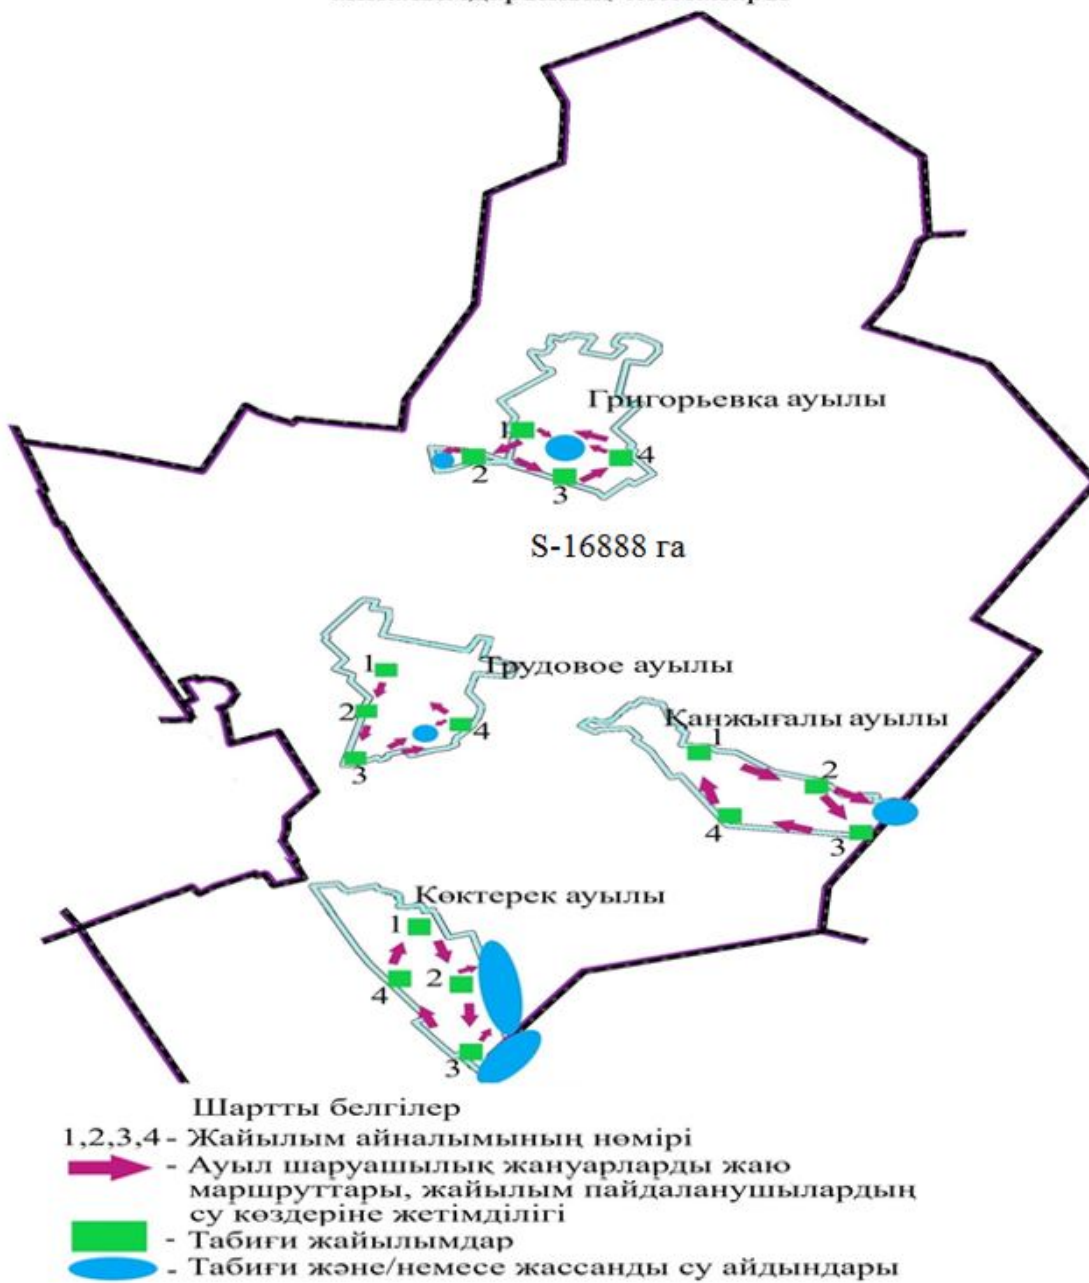 Григорьевка ауылы
1
4
2
3
S-16888 га
1
Трудовое ауылы
2
4
3
Қанжығалы ауылы
1
2
4
3
Көктерек ауылы
1
2
4
3
Шартты белгілер
1,2,3,4 - Жайылым айналымының нөмірі
- Ауыл шаруашылық жануарларды жаю
маршруттары, жайылым пайдаланушылардың
су көздеріне жетімділігі
- Табиғи жайылымдар
- Табиғи және/немесе жассанды су айдындары